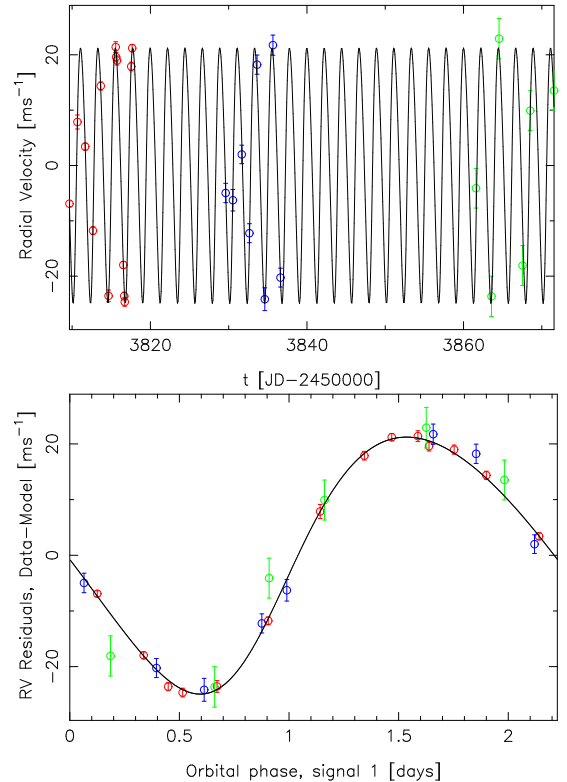 20
0
−20
Radial Velocity [ms⁻¹]
3820 3840 3860
t [JD−2450000]
20
0
−20
RV Residuals, Data−Model [ms⁻¹]
0 0.5 1 1.5 2
Orbital phase, signal 1 [days]